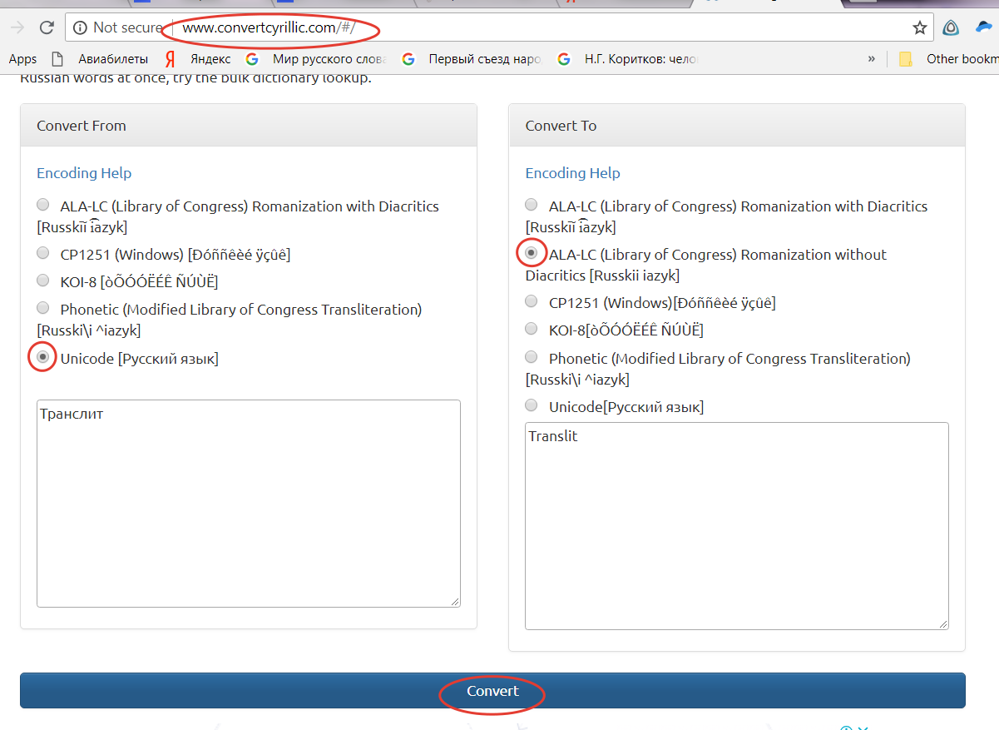 Not secure www.convertcyrillic.com/#/
Apps Авиабилеты Яндекс Мир русского слова Первый съезд наро Н.Г. Коритков: чело » Other bookm
Russian words at once, try the bulk dictionary lookup.
Convert From
Encoding Help
ALA-LC (Library of Congress) Romanization with Diacritics
[Russkiĭ i͡azyk]
CP1251 (Windows) [Ðóññêèé ÿçûê]
KOI-8 [òÕÓÓËÉÊ ÑÚÙË]
Phonetic (Modified Library of Congress Transliteration)
[Russki\i ^iazyk]
Unicode [Русский язык]
Транслит
Convert To
Encoding Help
ALA-LC (Library of Congress) Romanization with Diacritics
[Russkiĭ i͡azyk]
ALA-LC (Library of Congress) Romanization without
Diacritics [Russkii iazyk]
CP1251 (Windows)[Ðóññêèé ÿçûê]
KOI-8[òÕÓÓËÉÊ ÑÚÙË]
Phonetic (Modified Library of Congress Transliteration)
[Russki\i ^iazyk]
Unicode[Русский язык]
Translit
Convert